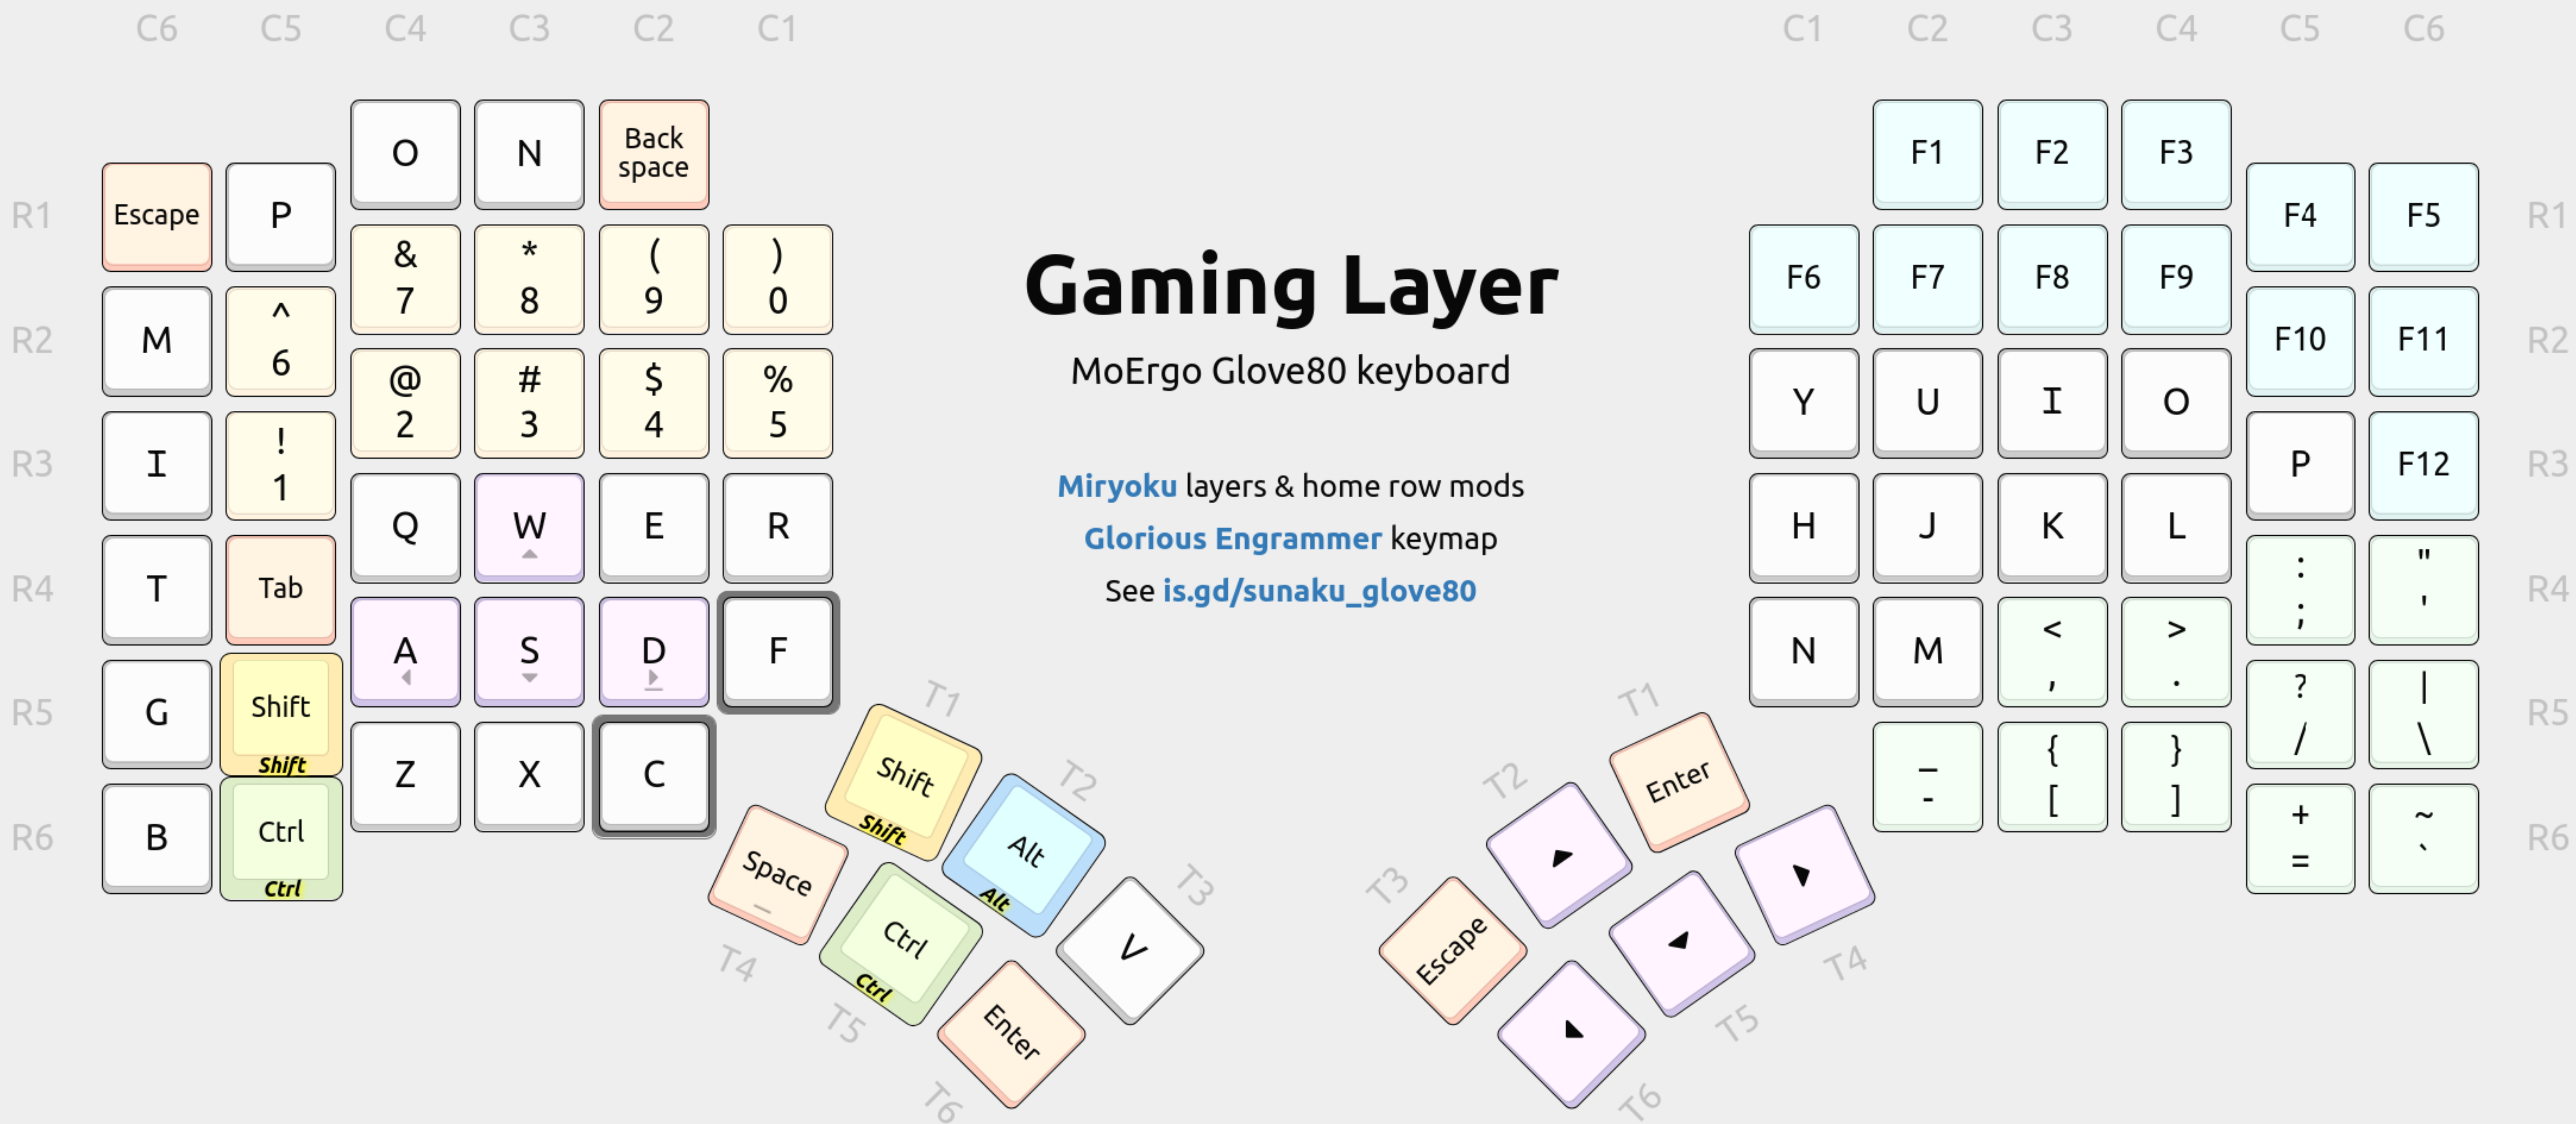 C6 C5 C4 C3 C2 C1 C1 C2 C3 C4 C5 C6
O N Back space F1 F2 F3
R1 Escape P F4 F5 R1
& 7 * 8 ( 9 ) 0 F6 F7 F8 F9
R2 M ^ 6 F10 F11 R2
@ 2 # 3 $ 4 % 5 Y U I O
R3 I ! 1 P F12 R3
Q W E R H J K L
R4 T Tab : ; " ' R4
A S D F N M < , > .
R5 G Shift Shift ? / | \ R5
Z X C _ - { [ } ]
R6 B Ctrl Ctrl + = ~ ` R6
Gaming Layer
MoErgo Glove80 keyboard
Miryoku layers & home row mods
Glorious Engrammer keymap
See is.gd/sunaku_glove80
T1 T2 T3
Shift Shift Alt Alt V
Space _ Ctrl Ctrl Enter
T4 T5 T6
T1 T2 T3
Enter Escape
T4 T5 T6